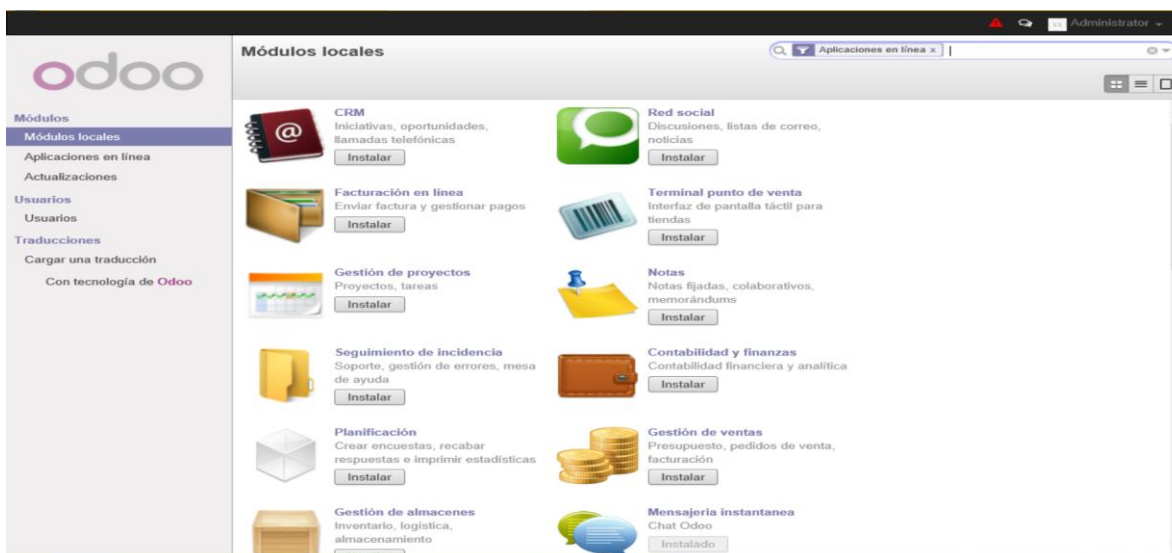 Administrator
odoo
Módulos
Módulos locales
Aplicaciones en línea
Actualizaciones
Usuarios
Usuarios
Traducciones
Cargar una traducción
Con tecnología de Odoo
Módulos locales
Aplicaciones en línea x
CRM
Iniciativas, oportunidades,
llamadas telefónicas
Instalar
Red social
Discusiones, listas de correo,
noticias
Instalar
Facturación en línea
Enviar factura y gestionar pagos
Instalar
Terminal punto de venta
Interfaz de pantalla táctil para
tiendas
Instalar
Gestión de proyectos
Proyectos, tareas
Instalar
Notas
Notas fijadas, colaborativos,
memorándums
Instalar
Seguimiento de incidencia
Soporte, gestión de errores, mesa
de ayuda
Instalar
Contabilidad y finanzas
Contabilidad financiera y analítica
Instalar
Planificación
Crear encuestas, recabar
respuestas e imprimir estadísticas
Instalar
Gestión de ventas
Presupuesto, pedidos de venta,
facturación
Instalar
Gestión de almacenes
Inventario, logística,
almacenamiento
Mensajeria instantanea
Chat Odoo
Instalado